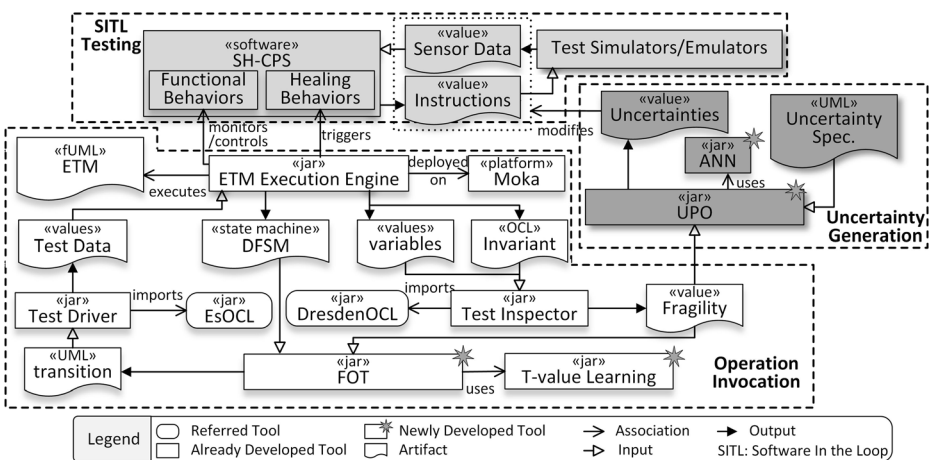 SITL
Testing
«software»
SH-CPS
Functional
Behaviors
Healing
Behaviors
«value»
Sensor Data
«value»
Instructions
Test Simulators/Emulators
modifies
«value»
Uncertainties
«jar»
ANN
«UML»
Uncertainty
Spec.
uses
«jar»
UPO
Uncertainty
Generation
monitors
/controls
triggers
«fUML»
ETM
executes
«jar»
ETM Execution Engine
deployed
on
«platform»
Moka
«values»
Test Data
«state machine»
DFSM
«values»
variables
«OCL»
Invariant
«jar»
Test Driver
imports
«jar»
EsOCL
«jar»
DresdenOCL
imports
«jar»
Test Inspector
«value»
Fragility
«UML»
transition
«jar»
FOT
uses
«jar»
T-value Learning
Operation
Invocation
Legend
Referred Tool
Already Developed Tool
Newly Developed Tool
Artifact
Association
Input
Output
SITL: Software In the Loop